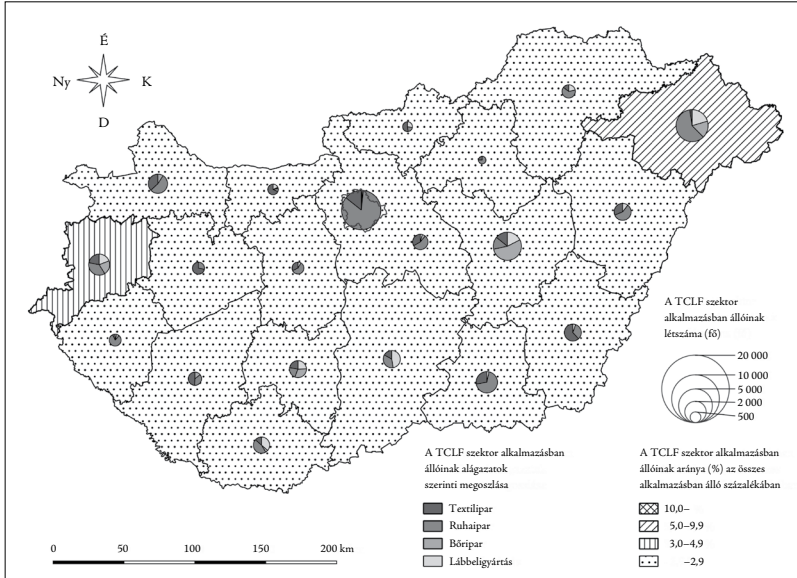 É
Ny
K
D
A TCLF szektor
alkalmazásban állóinak
létszáma (fő)
20 000
10 000
5 000
2 000
500
A TCLF szektor alkalmazásban
állóinak alágazatok
szerinti megoszlása
Textilipar
Ruhaipar
Bőripar
Lábbeligyártás
A TCLF szektor alkalmazásban
állóinak aránya (%) az összes
alkalmazásban álló százalékában
10,0–
5,0–9,9
3,0–4,9
–2,9
0 50 100 150 200 km